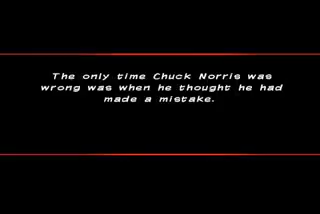 The only time Chuck Norris was
wrong was when he thought he had
made a mistake.